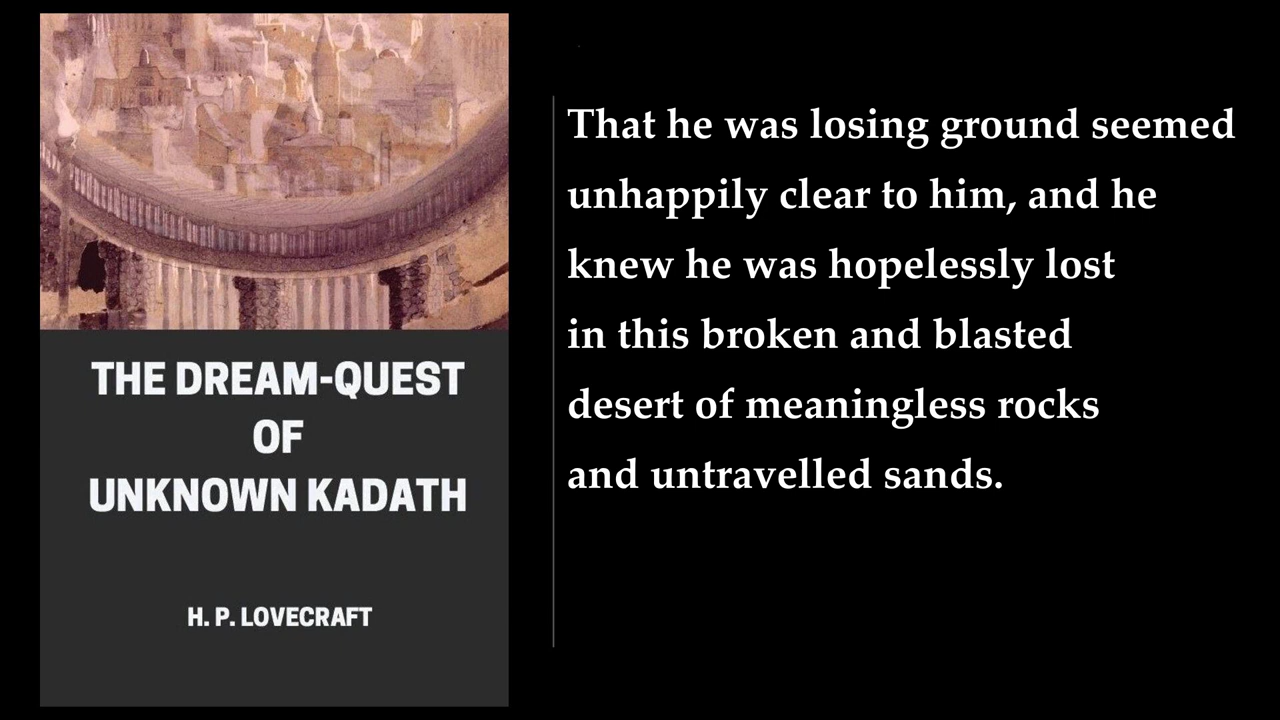 THE DREAM-QUEST
OF
UNKNOWN KADATH
H. P. LOVECRAFT
That he was losing ground seemed
unhappily clear to him, and he
knew he was hopelessly lost
in this broken and blasted
desert of meaningless rocks
and untravelled sands.